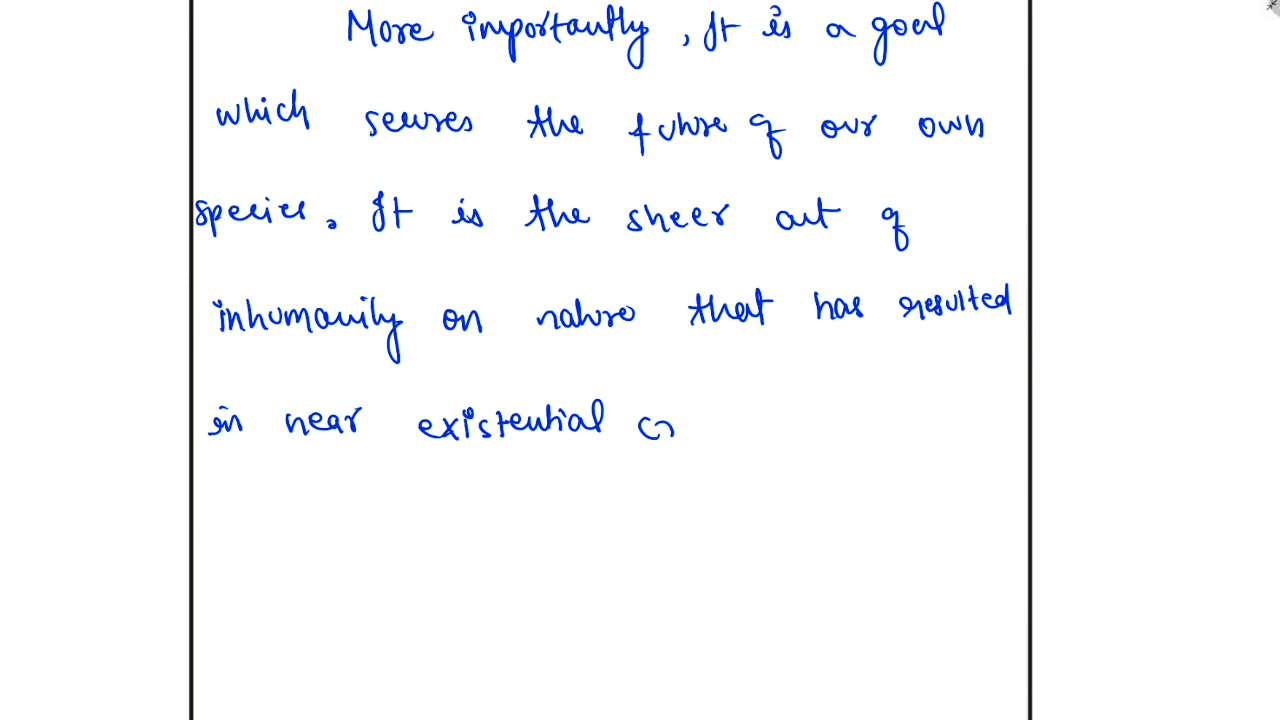 More importantly, It is a goal
which secures the future of our own
species. It is the sheer act of
inhumanity on nature that has resulted
in near existential